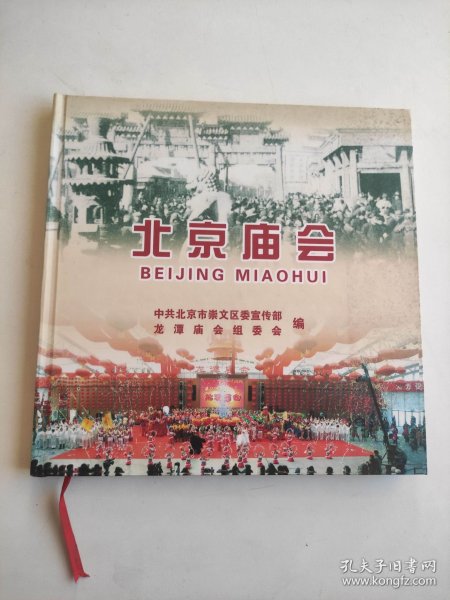 北京庙会
BEIJING MIAOHUI
中共北京市崇文区委宣传部
龙潭庙会组委会 编
孔夫子旧书网
www.kongfz.com